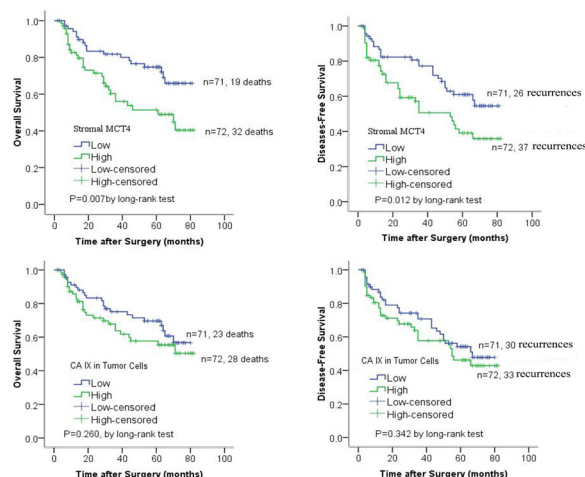 1.0
0.8
0.6
0.4
0.2
0.0
Overall Survival
n=71, 19 deaths
n=72, 32 deaths
Stromal MCT4
Low
High
Low-censored
High-censored
P=0.007by long-rank test
0 20 40 60 80 100
Time after Surgery (months)
1.0
0.8
0.6
0.4
0.2
0.0
Diseases-Free Survival
n=71, 26 recurrences
n=72, 37 recurrences
Stromal MCT4
Low
High
Low-censored
High-censored
P=0.012 by long-rank test
0 20 40 60 80 100
Time after Surgery (months)
1.0
0.8
0.6
0.4
0.2
0.0
Overall Survival
n=71, 23 deaths
n=72, 28 deaths
CA IX in Tumor Cells
Low
High
Low-censored
High-censored
P=0.260, by long-rank test
0 20 40 60 80 100
Time after Surgery (months)
1.0
0.8
0.6
0.4
0.2
0.0
Disease-Free Survival
n=71, 30 recurrences
n=72, 33 recurrences
CA IX in Tumor Cells
Low
High
Low-censored
High-censored
P=0.342 by long-rank test
0 20 40 60 80 100
Time after Surgery (months)